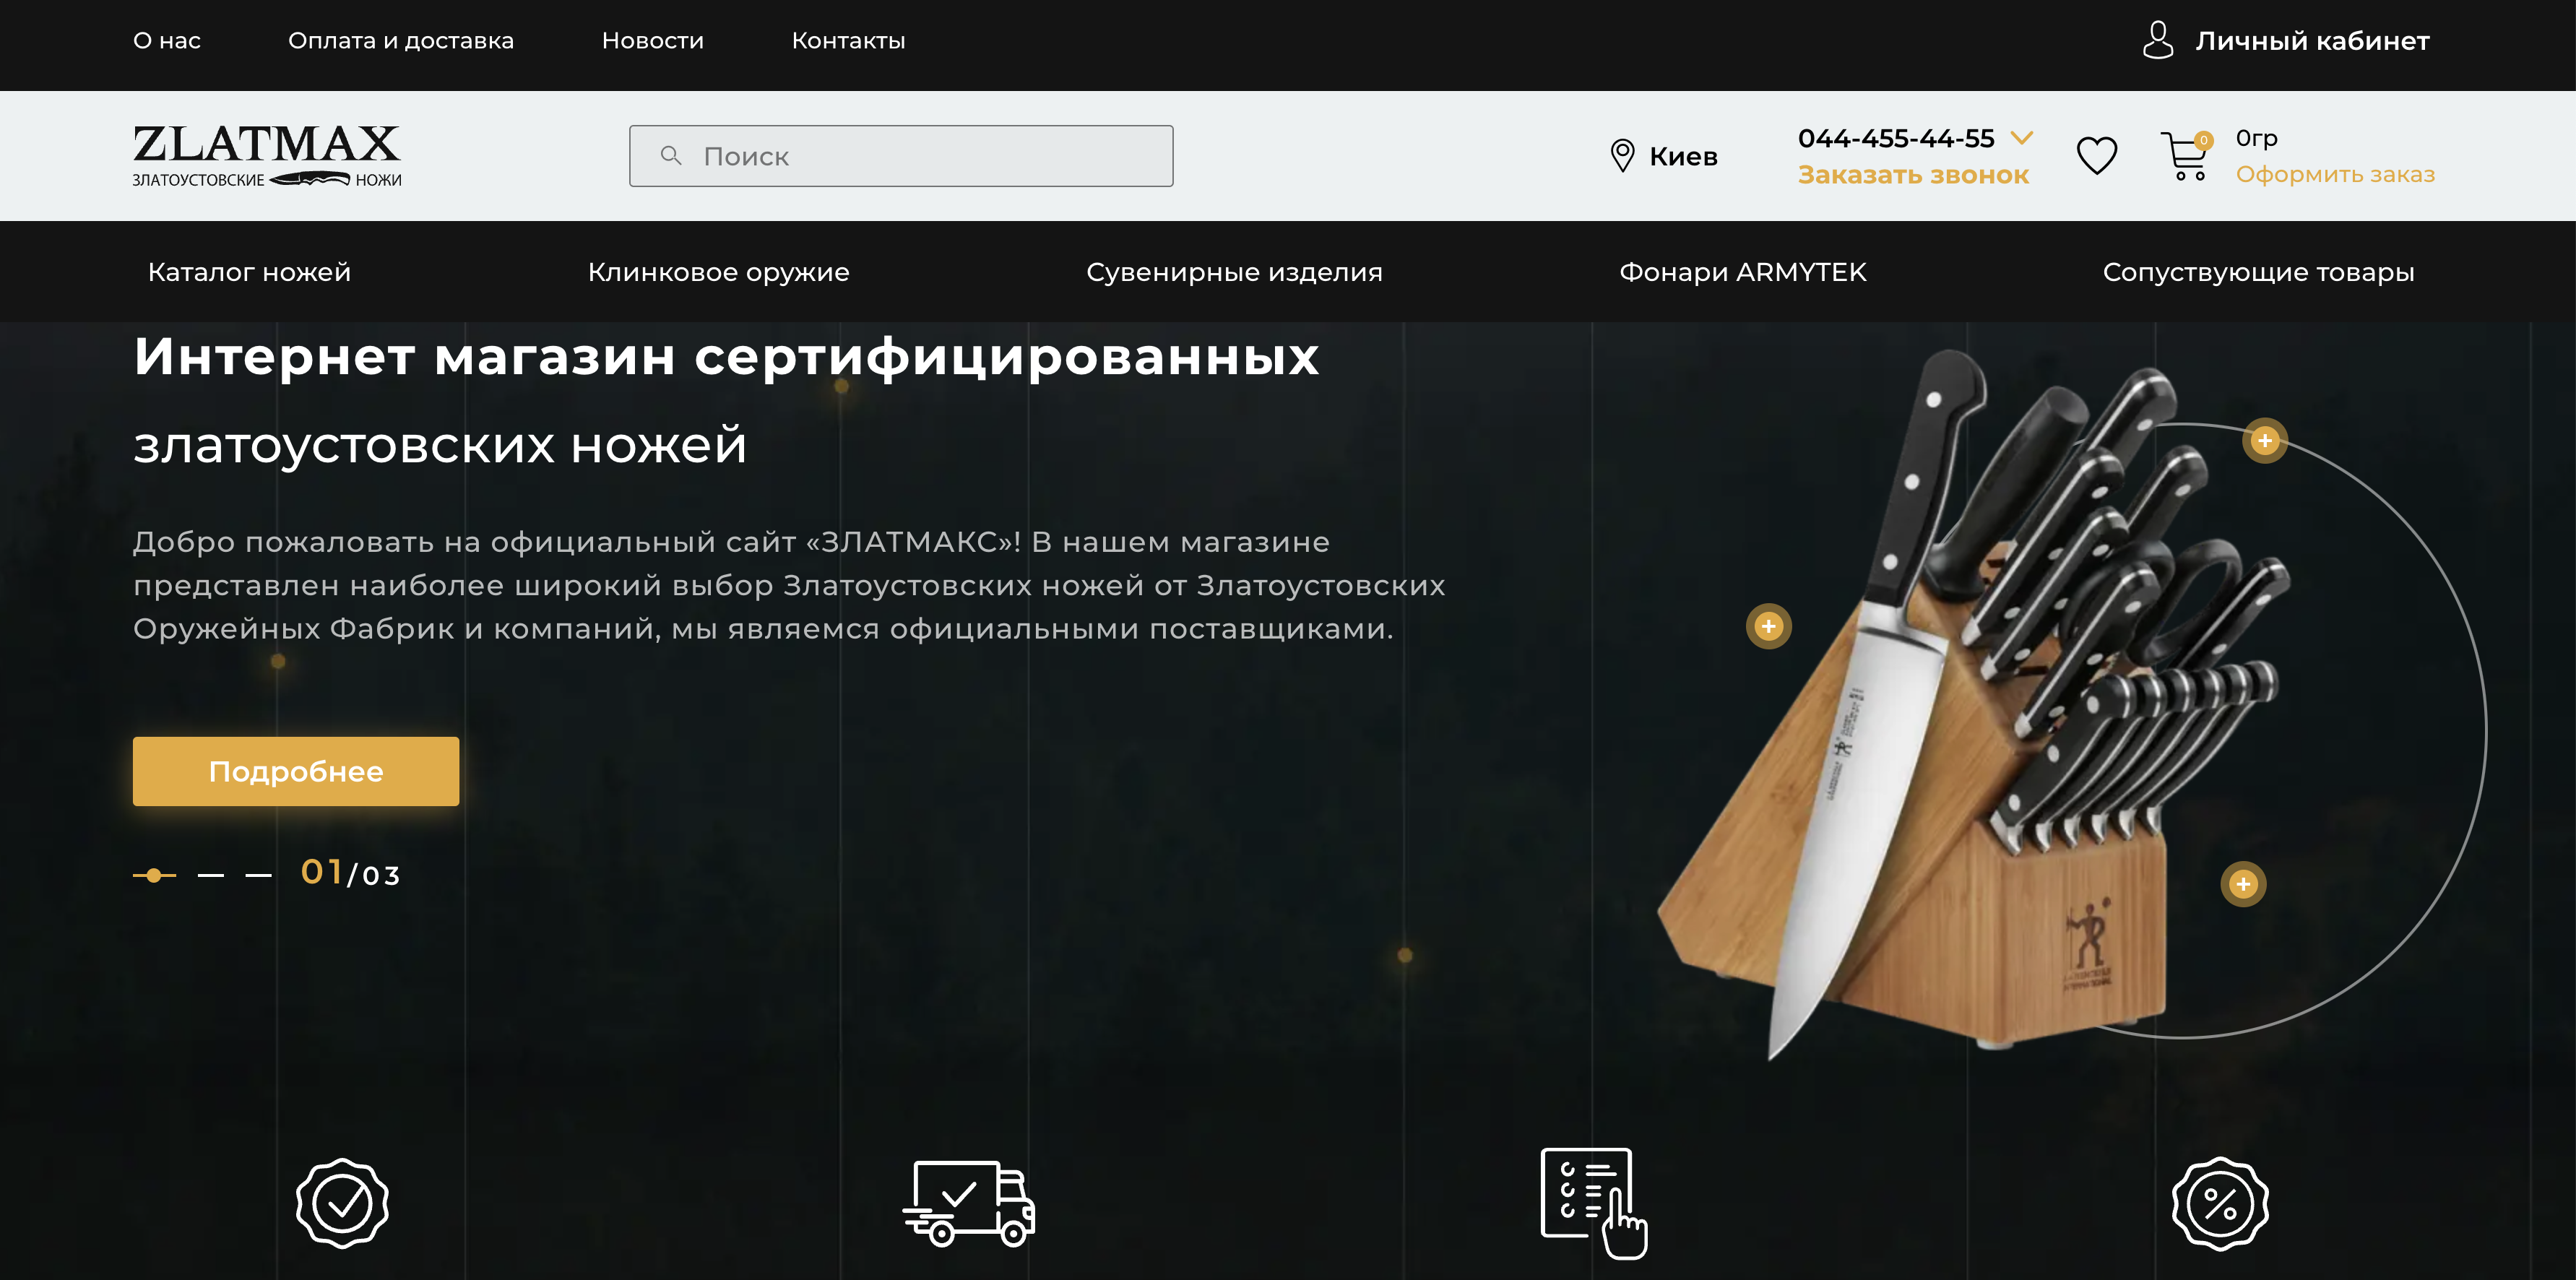 О нас
Оплата и доставка
Новости
Контакты
Личный кабинет
ZLATMAX
ЗЛАТОУСТОВСКИЕ НОЖИ
Поиск
Киев
044-455-44-55
Заказать звонок
0
0гр
Оформить заказ
Каталог ножей
Клинковое оружие
Сувенирные изделия
Фонари ARMYTEK
Сопуствующие товары
Интернет магазин сертифицированных
златоустовских ножей
Добро пожаловать на официальный сайт «ЗЛАТМАКС»! В нашем магазине
представлен наиболее широкий выбор Златоустовских ножей от Златоустовских
Оружейных Фабрик и компаний, мы являемся официальными поставщиками.
Подробнее
01/03